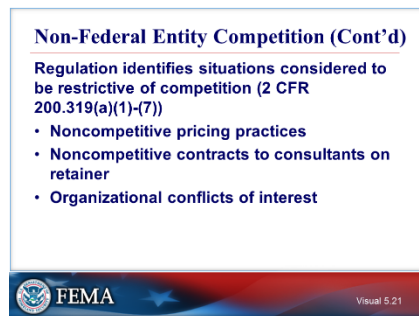 Non-Federal Entity Competition (Cont’d)
Regulation identifies situations considered to
be restrictive of competition (2 CFR
200.319(a)(1)-(7))
• Noncompetitive pricing practices
• Noncompetitive contracts to consultants on
retainer
• Organizational conflicts of interest
FEMA
Visual 5.21